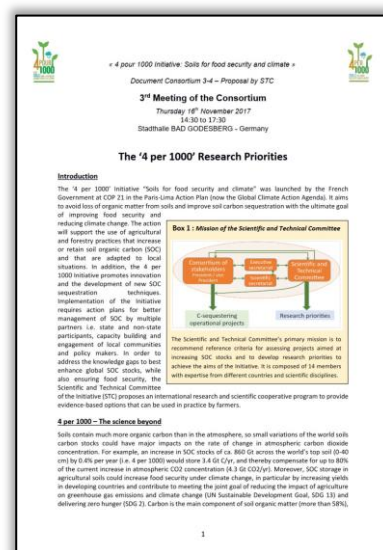 4 POUR
1000
4 POUR
1000
« 4 pour 1000 Initiative: Soils for food security and climate »
Document Consortium 3-4 – Proposal by STC
3rd Meeting of the Consortium
Thursday 16th November 2017
14:30 to 17:30
Stadthalle BAD GODESBERG - Germany
The '4 per 1000' Research Priorities
Introduction
The '4 per 1000' Initiative "Soils for food security and climate" was launched by the French
Government at COP 21 in the Paris-Lima Action Plan (now the Global Climate Action Agenda). It aims
to avoid loss of organic matter from soils and improve soil carbon sequestration with the ultimate goal
of improving food security and
reducing climate change. The action
will support the use of agricultural
and forestry practices that increase
or retain soil organic carbon (SOC)
and that are adapted to local
situations. In addition, the 4 per
1000 Initiative promotes innovation
and the development of new SOC
sequestration techniques.
Implementation of the Initiative
requires action plans for better
management of SOC by multiple
partners i.e. state and non-state
participants, capacity building and
engagement of local communities
and policy makers. In order to
address the knowledge gaps to best
enhance global SOC stocks, while
also ensuring food security, the
Scientific and Technical Committee
Box 1 : Mission of the Scientific and Technical Committee
Consortium of
stakeholders
Executive
secretariat
Scientific
secretariat
Scientific and
Technical
Committee
C-sequestering
operational projects
Research priorities
The Scientific and Technical Committee's primary mission is to
recommend reference criteria for assessing projects aimed at
increasing SOC stocks and to develop research priorities to
achieve the aims of the Initiative. It is composed of 14 members
with expertise from different countries and scientific disciplines.
of the Initiative (STC) proposes an international research and scientific cooperative program to provide
evidence-based options that can be used in practice by farmers.
4 per 1000 – The science beyond
Soils contain much more organic carbon than in the atmosphere, so small variations of the world soils
carbon stocks could have major impacts on the rate of change in atmospheric carbon dioxide
concentration. For example, an increase in SOC stocks of ca. 860 Gt across the world's top soil (0-40
cm) by 0.4% per year (i.e. 4 per 1000) would store 3.4 Gt C/yr, and thereby compensate for up to 80%
of the current increase in atmospheric CO2 concentration (4.3 Gt CO2/yr). Moreover, SOC storage in
agricultural soils could increase food security under climate change, in particular by increasing yields
in developing countries and contribute to meeting the joint goal of reducing the impact of agriculture
on greenhouse gas emissions and climate change (UN Sustainable Development Goal, SDG 13) and
delivering zero hunger (SDG 2). Carbon is the main component of soil organic matter (more than 58%),
1